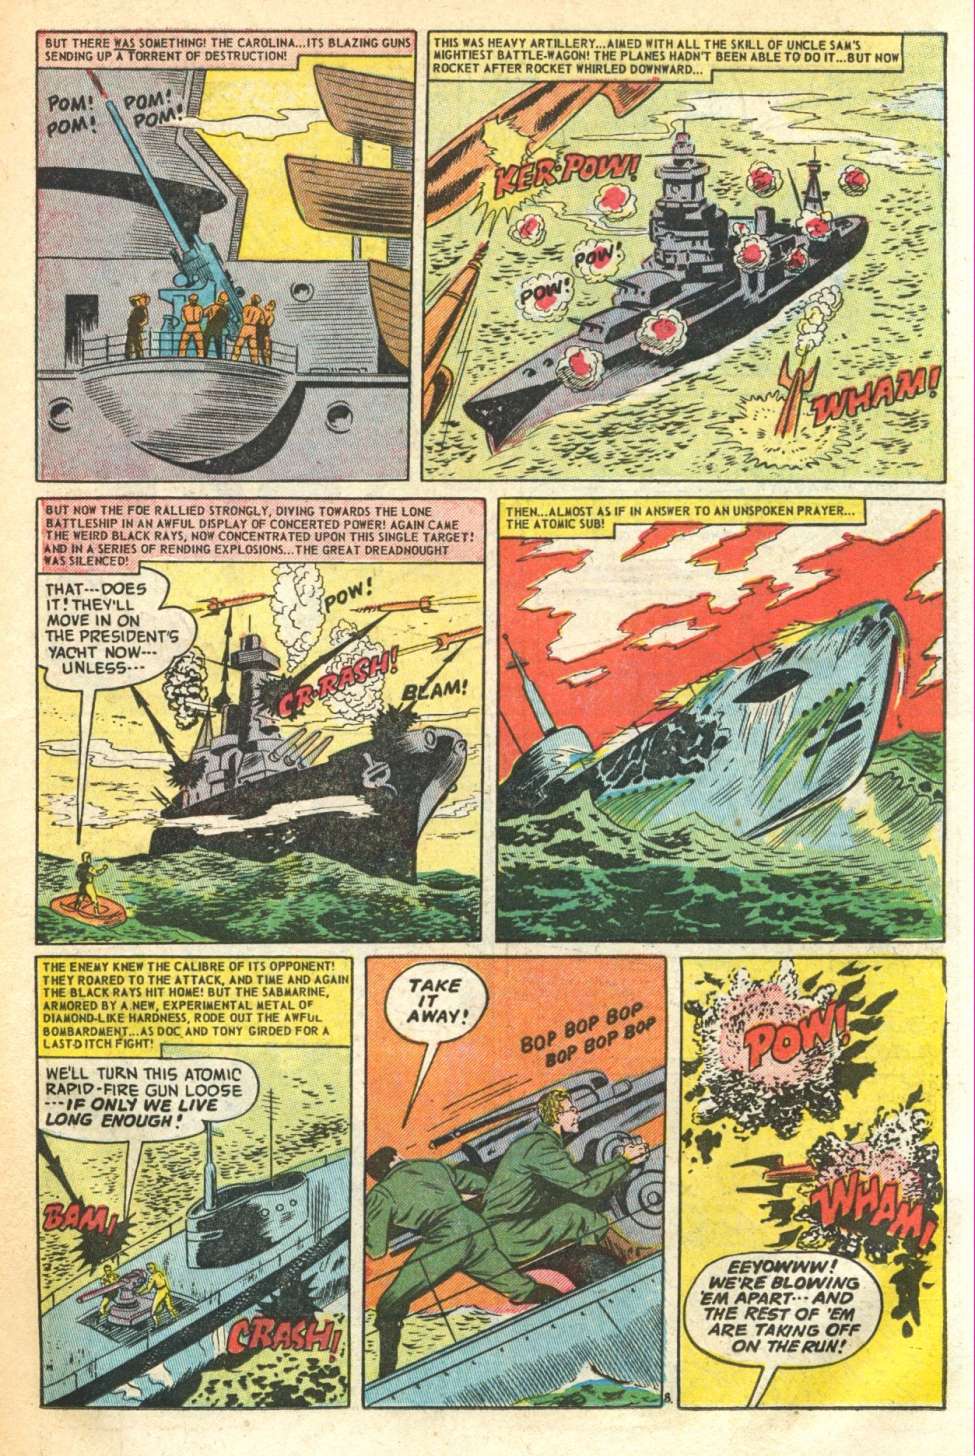 BUT THERE WAS SOMETHING! THE CAROLINA...ITS BLAZING GUNS
SENDING UP A TORRENT OF DESTRUCTION!
POM!
POM!
POM!
POM!
THIS WAS HEAVY ARTILLERY...AIMED WITH ALL THE SKILL OF UNCLE SAM'S
MIGHTIEST BATTLE-WAGON! THE PLANES HADN'T BEEN ABLE TO DO IT...BUT NOW
ROCKET AFTER ROCKET WHIRLED DOWNWARD...
KER-POW!
POW!
POW!
WHAM!
BUT NOW THE FOE RALLIED STRONGLY, DIVING TOWARDS THE LONE
BATTLESHIP IN AN AWFUL DISPLAY OF CONCERTED POWER! AGAIN CAME
THE WEIRD BLACK RAYS, NOW CONCENTRATED UPON THIS SINGLE TARGET!
AND IN A SERIES OF RENDING EXPLOSIONS...THE GREAT DREADNOUGHT
WAS SILENCED!
THAT---DOES
IT! THEY'LL
MOVE IN ON
THE PRESIDENT'S
YACHT NOW---
UNLESS---
POW!
CR-RASH!
BLAM!
THEN...ALMOST AS IF IN ANSWER TO AN UNSPOKEN PRAYER...
THE ATOMIC SUB!
THE ENEMY KNEW THE CALIBRE OF ITS OPPONENT!
THEY ROARED TO THE ATTACK, AND TIME AND AGAIN
THE BLACK RAYS HIT HOME! BUT THE SABMARINE,
ARMORED BY A NEW, EXPERIMENTAL METAL OF
DIAMOND-LIKE HARDNESS, RODE OUT THE AWFUL
BOMBARDMENT...AS DOC AND TONY GIRDED FOR A
LAST-DITCH FIGHT!
WE'LL TURN THIS ATOMIC
RAPID-FIRE GUN LOOSE
---IF ONLY WE LIVE
LONG ENOUGH!
BAM!
CRASH!
TAKE
IT
AWAY!
BOP BOP BOP
BOP BOP BOP
8
POW!
WHAM!
EEYOWWW!
WE'RE BLOWING
'EM APART---AND
THE REST OF 'EM
ARE TAKING OFF
ON THE RUN!